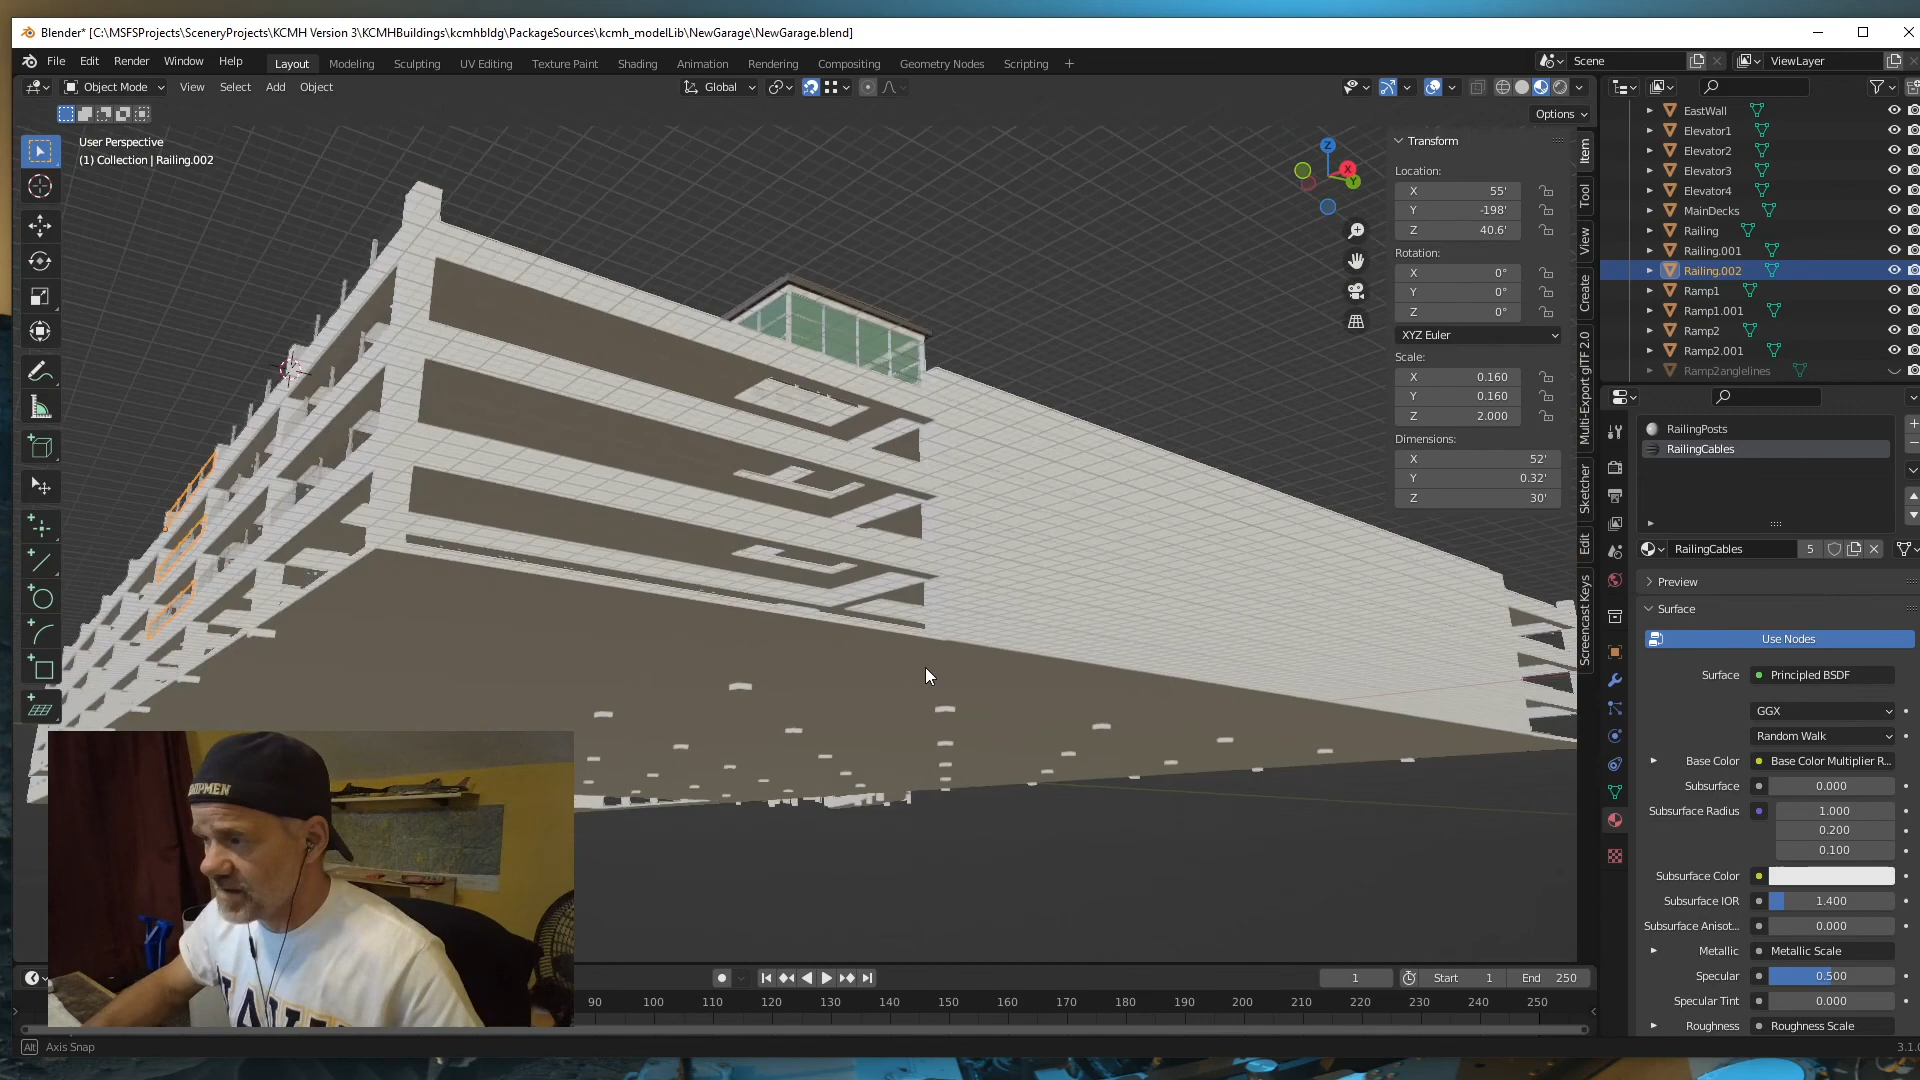 Blender* [C:\MSFSProjects\SceneryProjects\KCMH Version 3\KCMHBuildings\kcmhbldg\PackageSources\kcmh_modelLib\NewGarage\NewGarage.blend]
File Edit Render Window Help
Layout Modeling Sculpting UV Editing Texture Paint Shading Animation Rendering Compositing Geometry Nodes Scripting +
Scene
ViewLayer
Object Mode View Select Add Object
Global
Options
User Perspective
(1) Collection | Railing.002
Z
X
Y
Transform
Location:
X 55'
Y -198'
Z 40.6'
Rotation:
X 0°
Y 0°
Z 0°
XYZ Euler
Scale:
X 0.160
Y 0.160
Z 2.000
Dimensions:
X 52'
Y 0.32'
Z 30'
Item
Tool
View
Create
Multi-Export glTF 2.0
Sketcher
Edit
Screencast Keys
EastWall
Elevator1
Elevator2
Elevator3
Elevator4
MainDecks
Railing
Railing.001
Railing.002
Ramp1
Ramp1.001
Ramp2
Ramp2.001
Ramp2anglelines
RailingPosts
RailingCables
RailingCables 5
Preview
Surface
Use Nodes
Surface Principled BSDF
GGX
Random Walk
Base Color Base Color Multiplier R...
Subsurface 0.000
Subsurface Radius 1.000
0.200
0.100
Subsurface Color
Subsurface IOR 1.400
Subsurface Anisot... 0.000
Metallic Metallic Scale
Specular 0.500
Specular Tint 0.000
Roughness Roughness Scale
1 Start 1 End 250
90 100 110 120 130 140 150 160 170 180 190 200 210 220 230 240 250
Alt Axis Snap
3.1.0